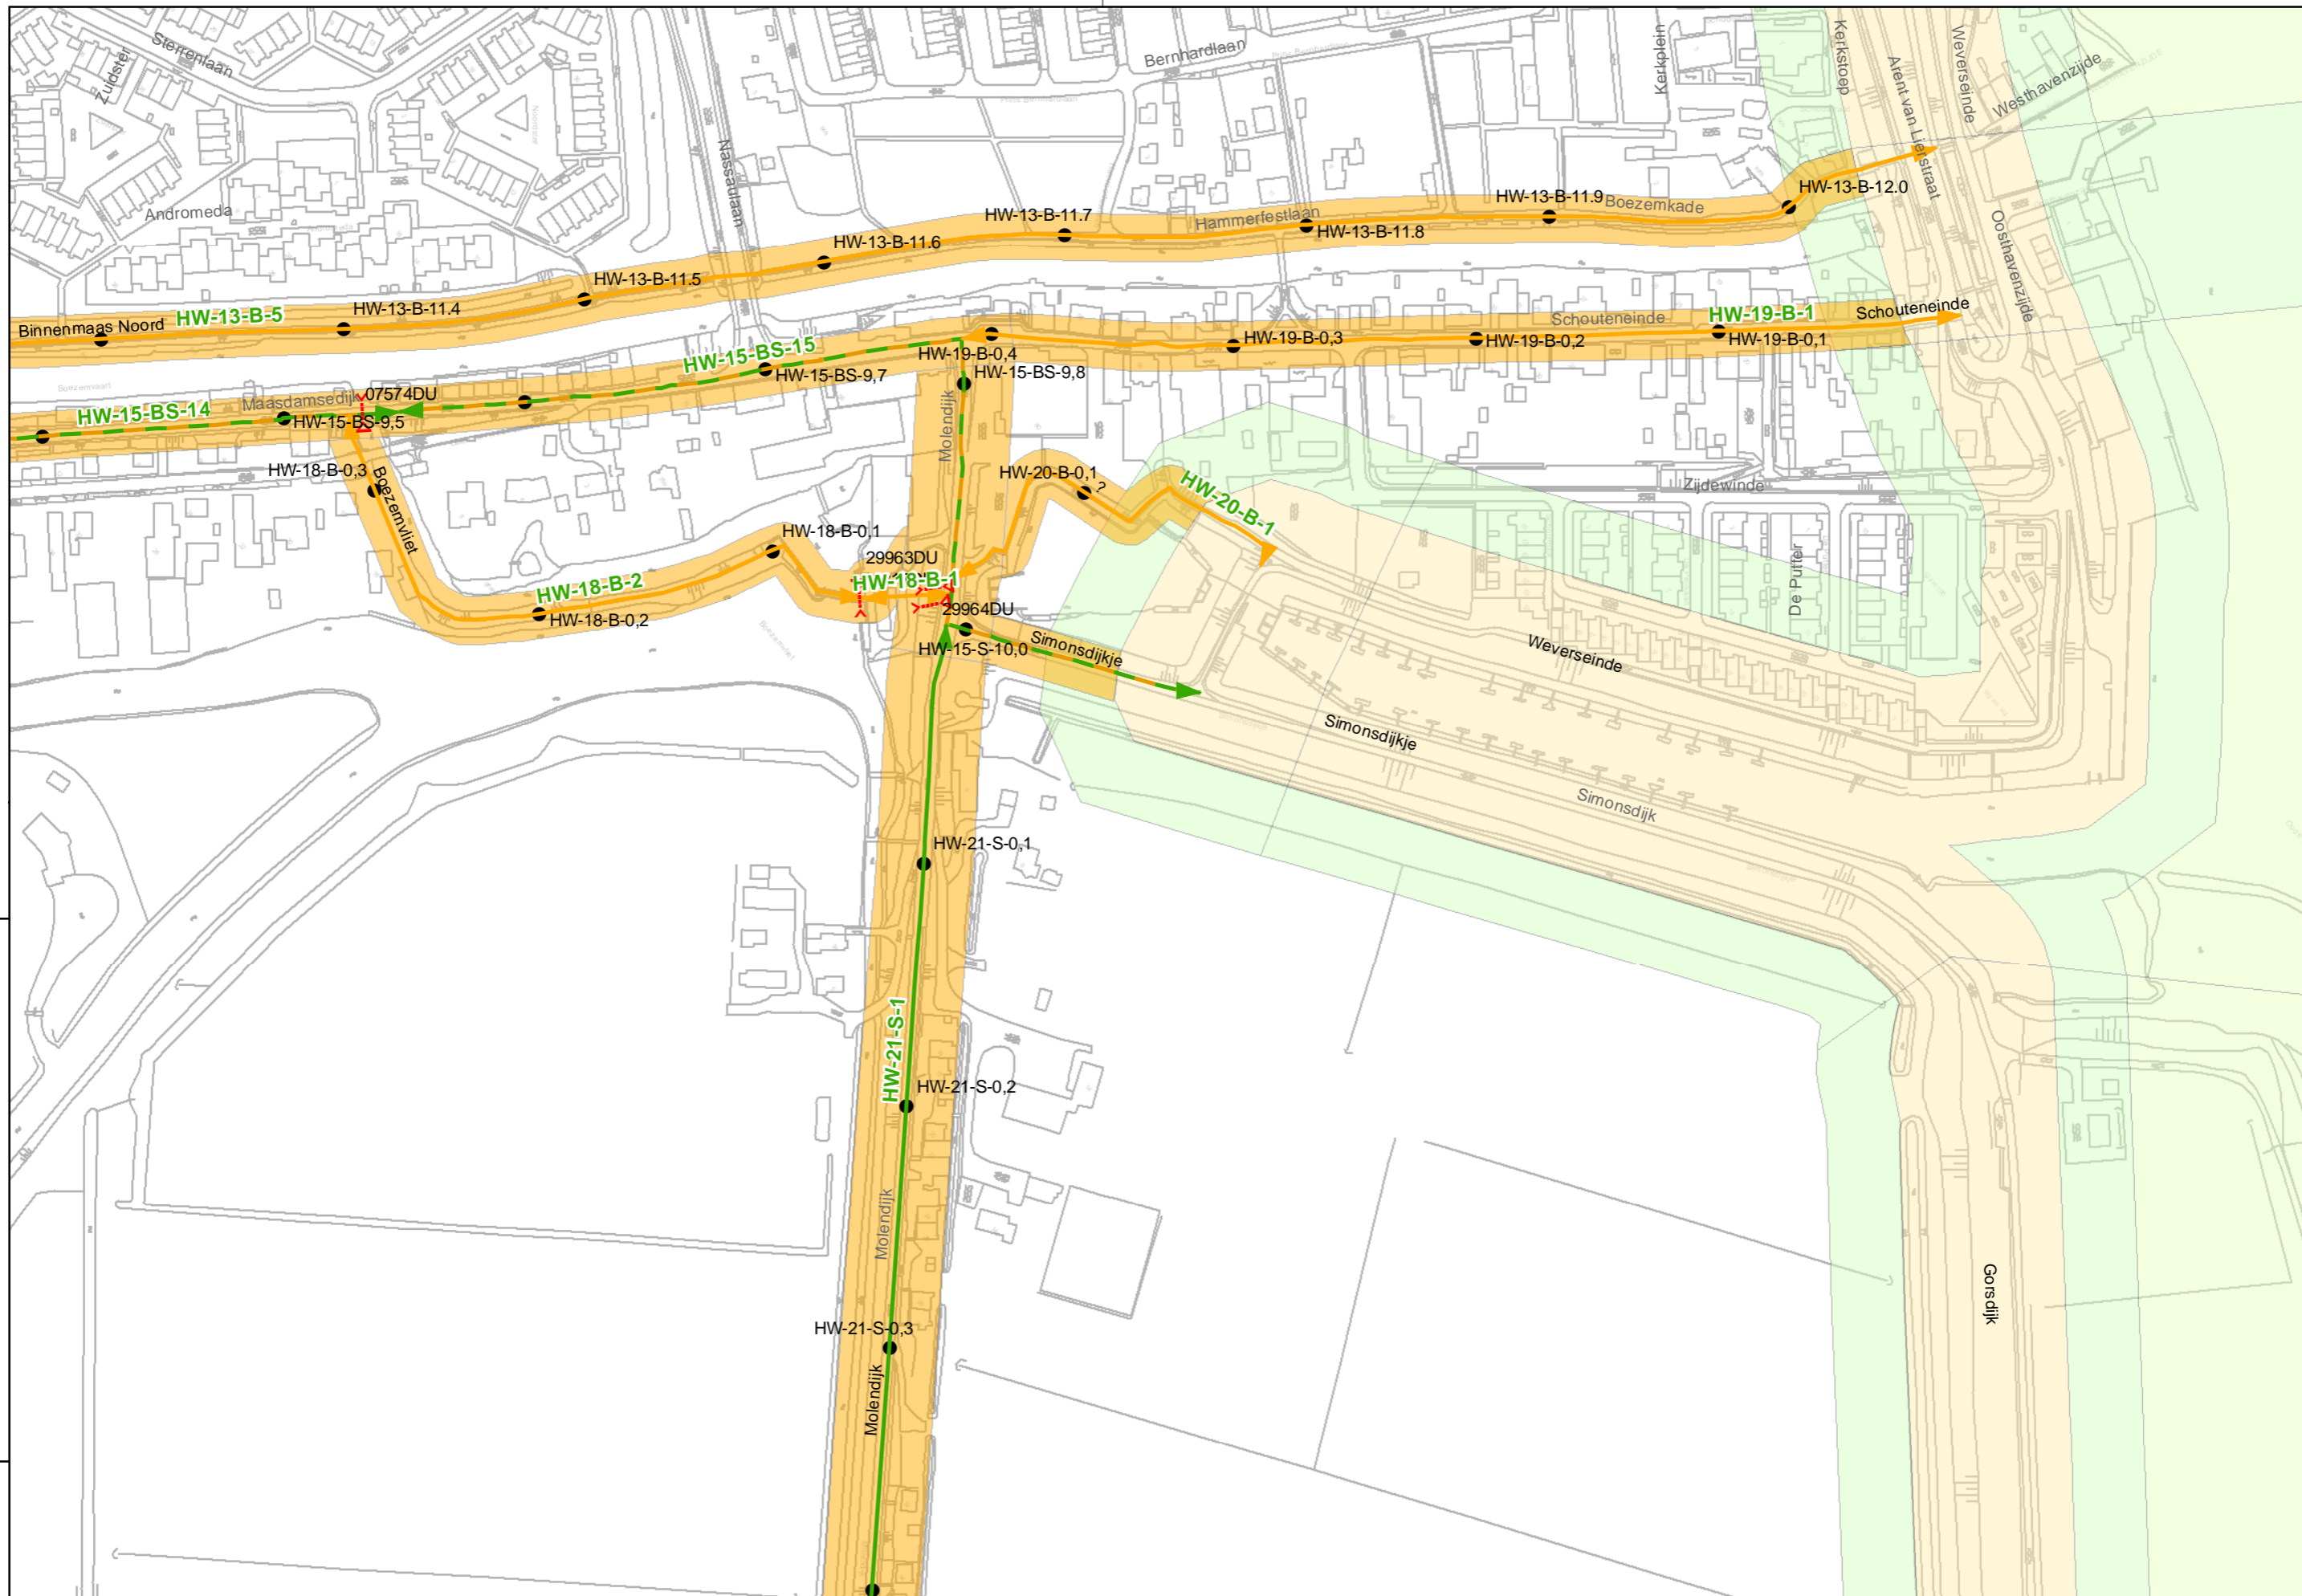 Sterrenlaan
Zuidster
Bernhardlaan
Kerkplein
Kerkstoep
Arent van Lierstraat
Weverseinde
Westhavenzijde
Nassaulaan
Andromeda
HW-13-B-12.0
HW-13-B-11.9
Boezemkade
HW-13-B-11.7
Hammerfestlaan
HW-13-B-11.8
HW-13-B-11.6
HW-13-B-11.5
Oosthavenzijde
HW-13-B-11.4
HW-13-B-5
Binnenmaas Noord
Schouteneinde
HW-19-B-1
Schouteneinde
HW-19-B-0,3
HW-19-B-0,2
HW-19-B-0,1
HW-15-BS-15
HW-19-B-0,4
HW-15-BS-9,7
HW-15-BS-9,8
07574DU
Maasdamsedijk
HW-15-BS-14
HW-15-BS-9,5
Molendijk
HW-18-B-0,3
Boezemvliet
HW-20-B-0,1
HW-20-B-1
Zijdewinde
HW-18-B-0,1
29963DU
HW-18-B-1
HW-18-B-2
De Putter
29964DU
HW-18-B-0,2
Simonsdijkje
HW-15-S-10,0
Weverseinde
Simonsdijkje
Simonsdijk
HW-21-S-0,1
HW-21-S-1
HW-21-S-0,2
Molendijk
Gorsdijk
HW-21-S-0,3
Molendijk